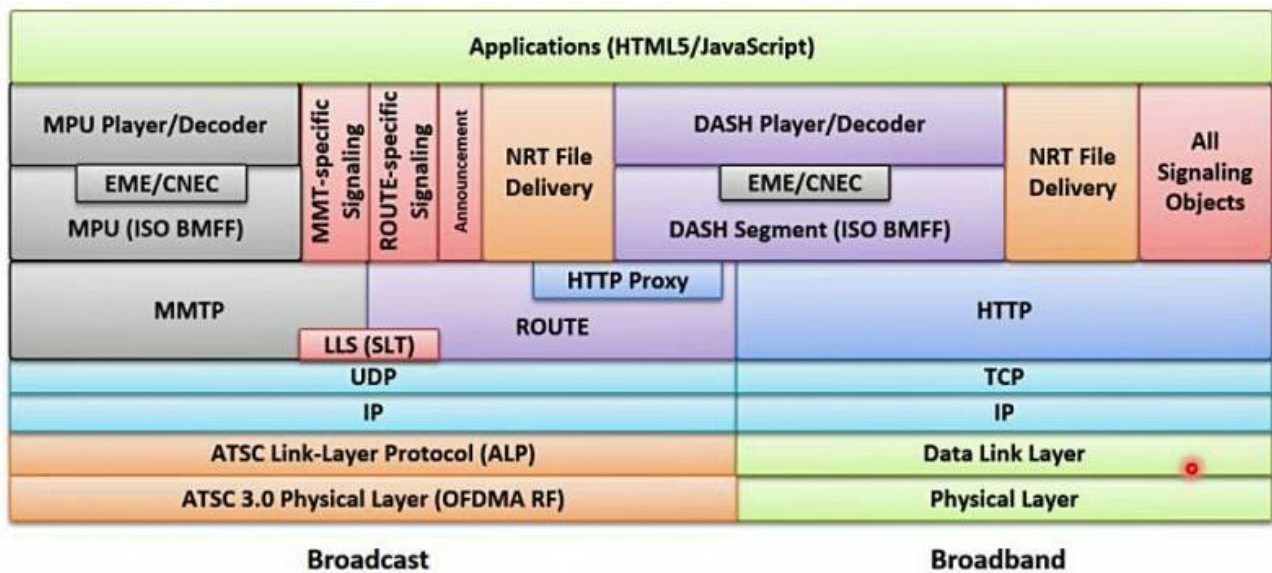 Applications (HTML5/JavaScript)
MPU Player/Decoder
EME/CNEC
MPU (ISO BMFF)
MMT-specific
Signaling
ROUTE-specific
Signaling
Announcement
NRT File
Delivery
DASH Player/Decoder
EME/CNEC
DASH Segment (ISO BMFF)
NRT File
Delivery
All
Signaling
Objects
MMTP
LLS (SLT)
HTTP Proxy
ROUTE
HTTP
UDP
TCP
IP
IP
ATSC Link-Layer Protocol (ALP)
Data Link Layer
ATSC 3.0 Physical Layer (OFDMA RF)
Physical Layer
Broadcast
Broadband